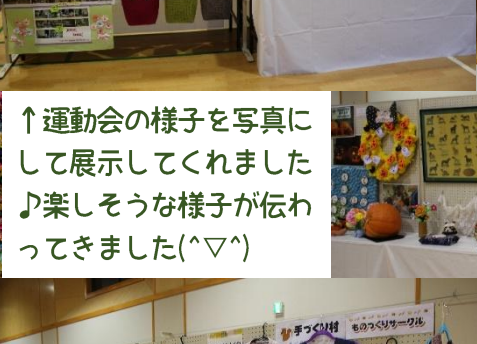 ↑運動会の様子を写真に
して展示してくれました
♪楽しそうな様子が伝わ
ってきました(^▽^)
手づくり村
ものづくりサークル